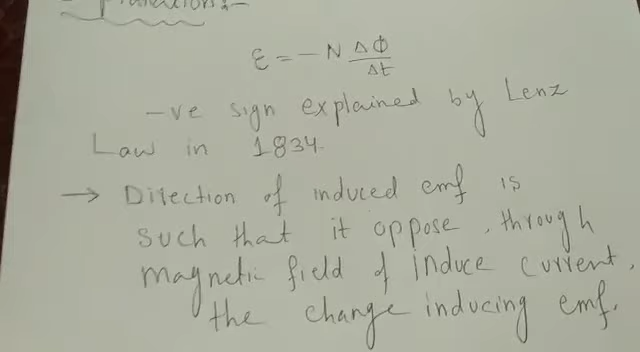 ε = - N ΔΦ/Δt
-ve sign explained by Lenz
Law in 1834.
→ Direction of induced emf is
such that it oppose, through
magnetic field of induce current,
the change inducing emf.